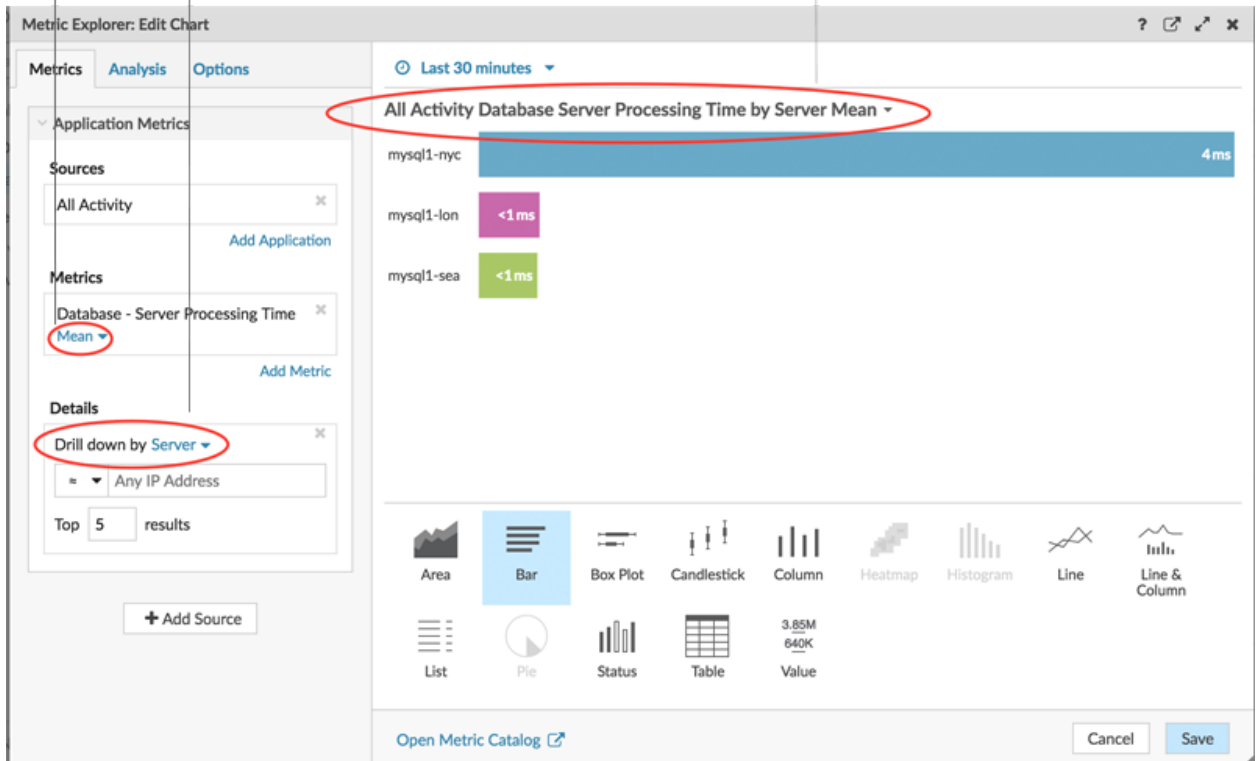 Metric Explorer: Edit Chart
?
Metrics Analysis Options
Application Metrics
Sources
All Activity
Add Application
Metrics
Database - Server Processing Time
Mean
Add Metric
Details
Drill down by Server
≈ Any IP Address
Top 5 results
+ Add Source
Last 30 minutes
All Activity Database Server Processing Time by Server Mean
mysql1-nyc 4 ms
mysql1-lon <1 ms
mysql1-sea <1 ms
Area Bar Box Plot Candlestick Column Heatmap Histogram Line Line &
Column
3.85M
640K
List Pie Status Table Value
Open Metric Catalog
Cancel Save